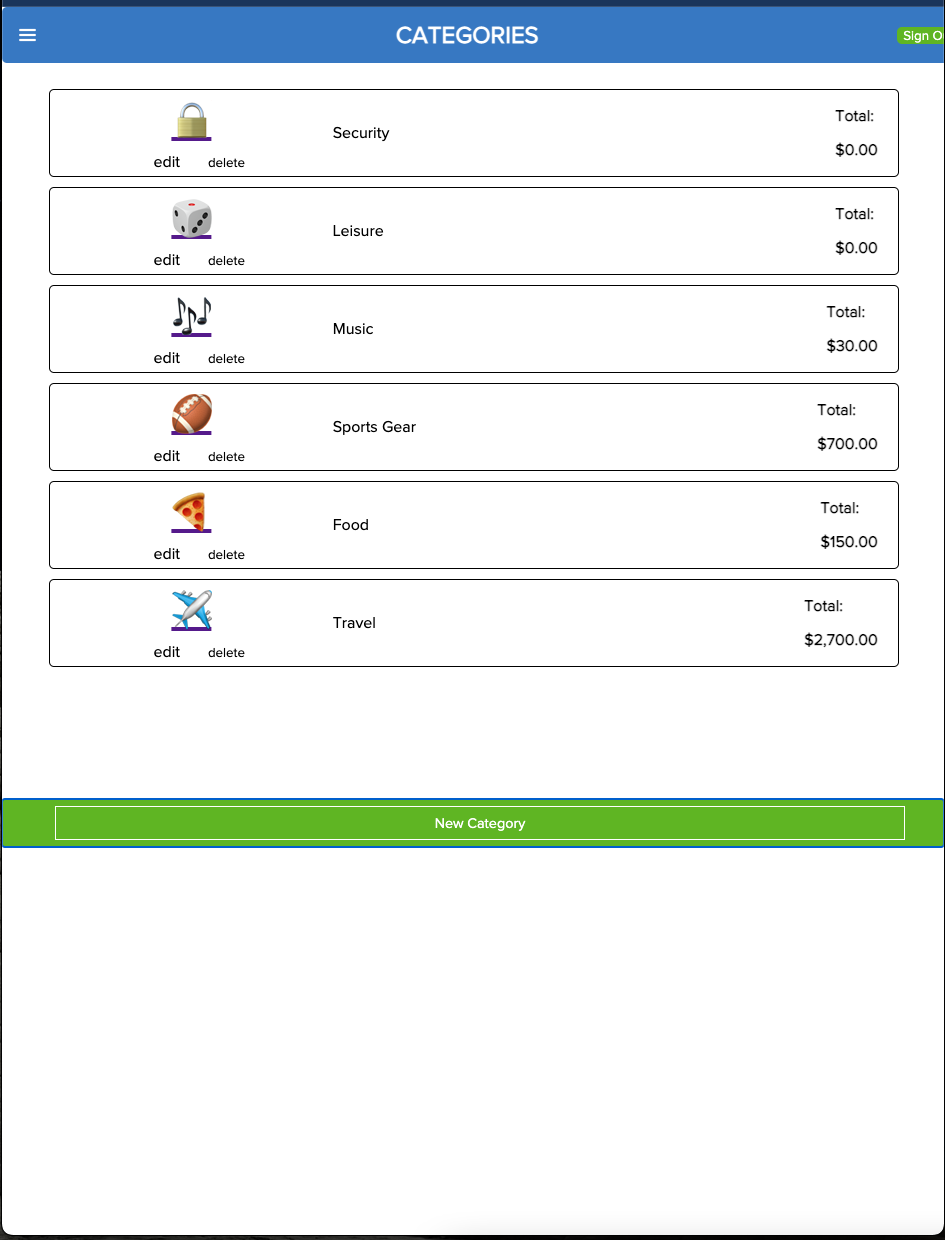 CATEGORIES
Sign O
Security
Total:
$0.00
edit delete
Leisure
Total:
$0.00
edit delete
Music
Total:
$30.00
edit delete
Sports Gear
Total:
$700.00
edit delete
Food
Total:
$150.00
edit delete
Travel
Total:
$2,700.00
edit delete
New Category